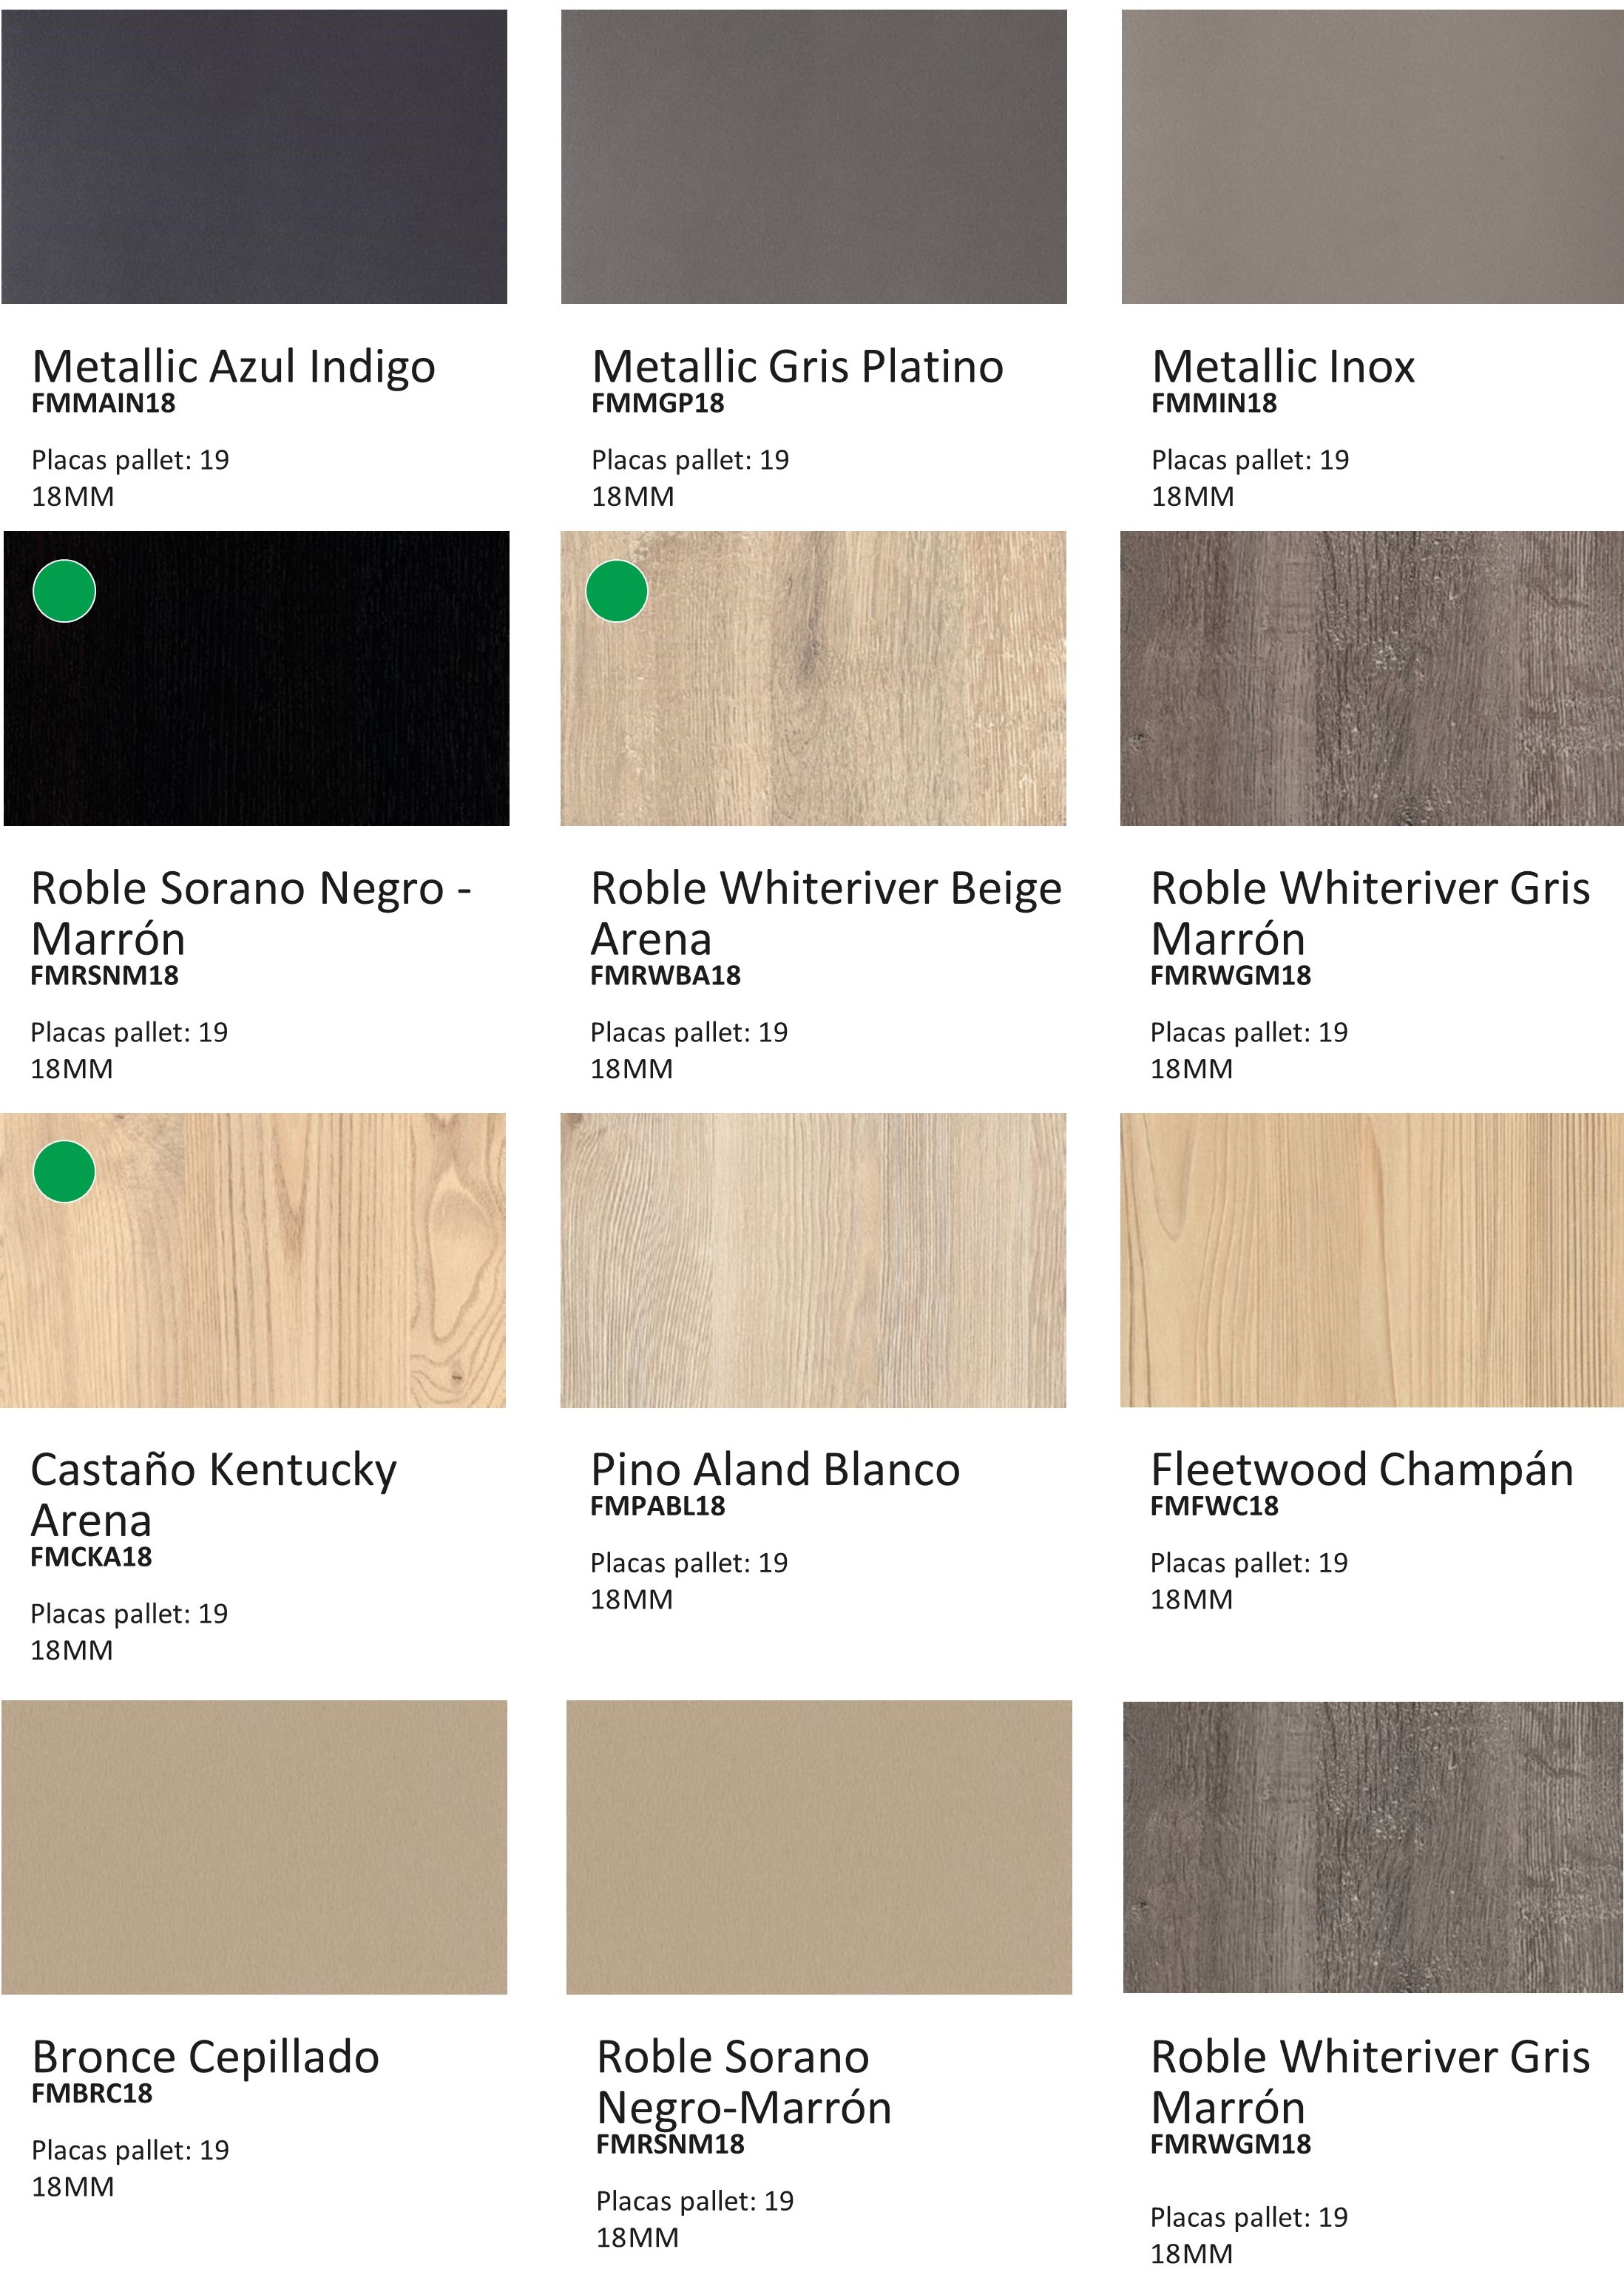 Metallic Azul Indigo
FMMAIN18
Placas pallet: 19
18MM
Metallic Gris Platino
FMMGP18
Placas pallet: 19
18MM
Metallic Inox
FMMIN18
Placas pallet: 19
18MM
Roble Sorano Negro -
Marrón
FMRSNM18
Placas pallet: 19
18MM
Roble Whiteriver Beige
Arena
FMRWBA18
Placas pallet: 19
18MM
Roble Whiteriver Gris
Marrón
FMRWGM18
Placas pallet: 19
18MM
Castaño Kentucky
Arena
FMCKA18
Placas pallet: 19
18MM
Pino Aland Blanco
FMPABL18
Placas pallet: 19
18MM
Fleetwood Champán
FMFWC18
Placas pallet: 19
18MM
Bronce Cepillado
FMBRC18
Placas pallet: 19
18MM
Roble Sorano
Negro-Marrón
FMRSNM18
Placas pallet: 19
18MM
Roble Whiteriver Gris
Marrón
FMRWGM18
Placas pallet: 19
18MM